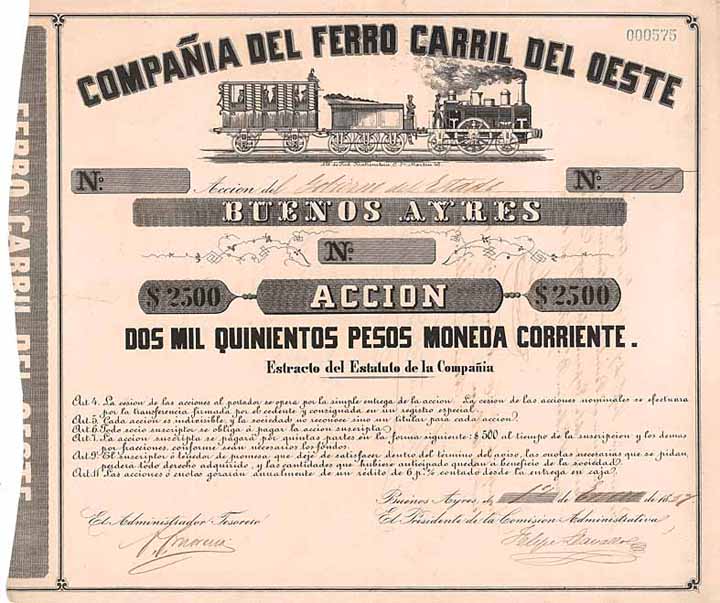 000575
COMPAÑIA DEL FERRO CARRIL DEL OESTE
Nº.
Accion del Gobierno del Estado
Nº.
BUENOS AYRES
Nº.
$ 2500
ACCION
$ 2500
DOS MIL QUINIENTOS PESOS MONEDA CORRIENTE.
Estracto del Estatuto de la Compañia
Art. 4. La cesion de las acciones al portador se opera por la simple entrega de la accion. La cesion de las acciones nominales se efectuara
por la transferencia firmada por el cedente y consignada en un registro especial.
Art. 5. Cada accion es indivisible, y la sociedad no reconoce sino un titular para cada accion.
Art. 6. Todo socio suscriptor se obliga á pagar la accion suscripta.
Art. 7. La accion suscripta se pagará por quintas partes en la forma siguiente: $ 500 al tiempo de la suscripcion y los demas
por fracciones, conforme sean necesarios los fondos.
Art. 9. El suscriptor ó tenedor de promesa que deje de satisfacer dentro del termino del aviso, las cuotas necesarias que se pidan,
perderá todo derecho adquirido, y las cantidades que hubiere anticipado quedan á beneficio de la sociedad.
Art. 11. Las acciones ó cuotas gozarán anualmente de un rédito de 6 p.% contado desde la entrega en caja.
Buenos Ayres de 1º de de 1857
El Administrador Tesorero
El Presidente de la Comision Administrativa
FERRO CARRIL DEL OESTE